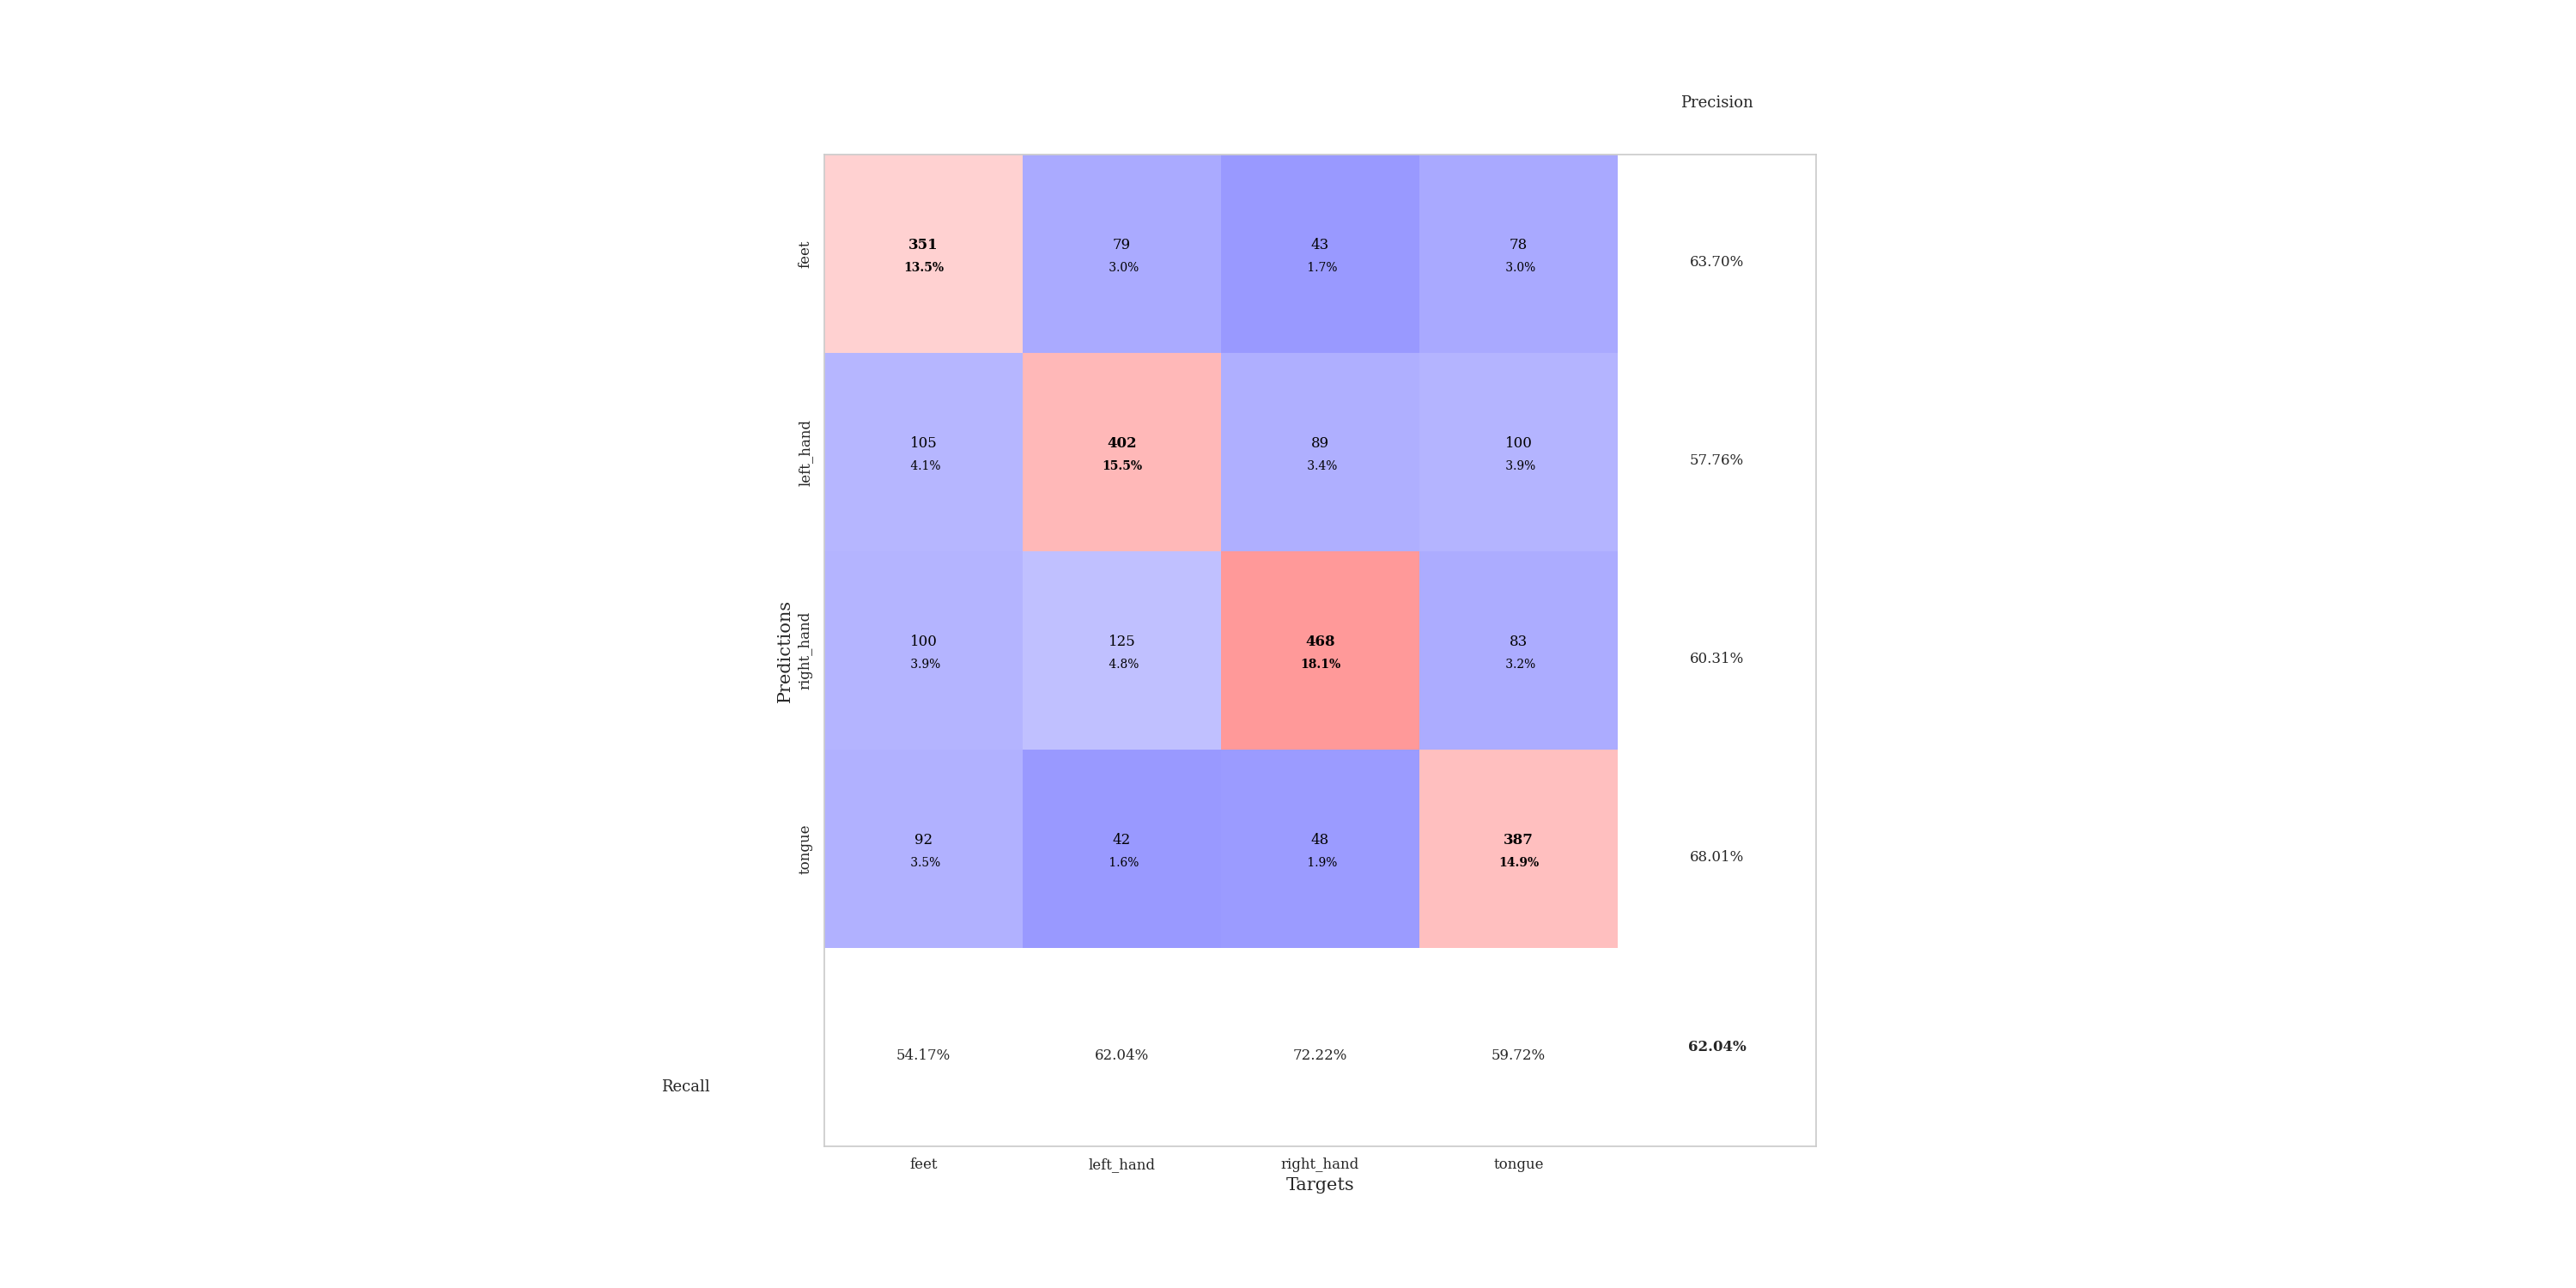 Precision
feet
351 79 43 78
13.5% 3.0% 1.7% 3.0%
63.70%
left_hand
105 402 89 100
4.1% 15.5% 3.4% 3.9%
57.76%
Predictions
right_hand
100 125 468 83
3.9% 4.8% 18.1% 3.2%
60.31%
tongue
92 42 48 387
3.5% 1.6% 1.9% 14.9%
68.01%
54.17% 62.04% 72.22% 59.72% 62.04%
Recall
feet left_hand right_hand tongue
Targets